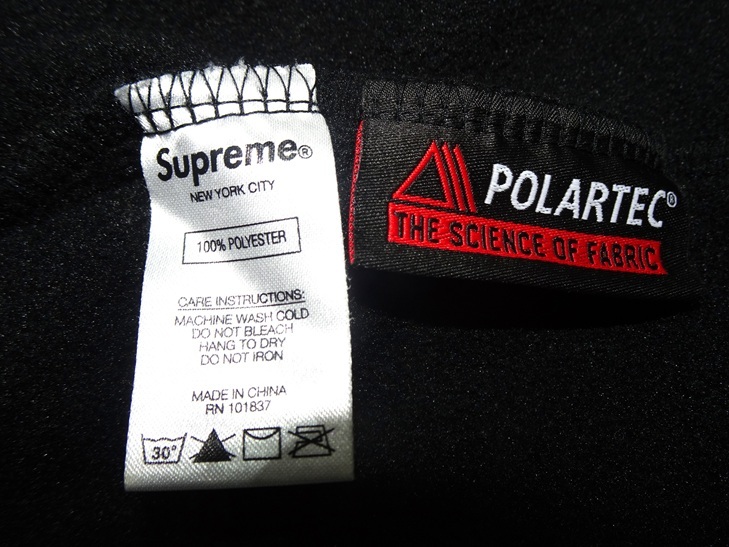 Supreme®
NEW YORK CITY
100% POLYESTER
CARE INSTRUCTIONS:
MACHINE WASH COLD
DO NOT BLEACH
HANG TO DRY
DO NOT IRON
MADE IN CHINA
RN 101837
30°
POLARTEC®
THE SCIENCE OF FABRIC